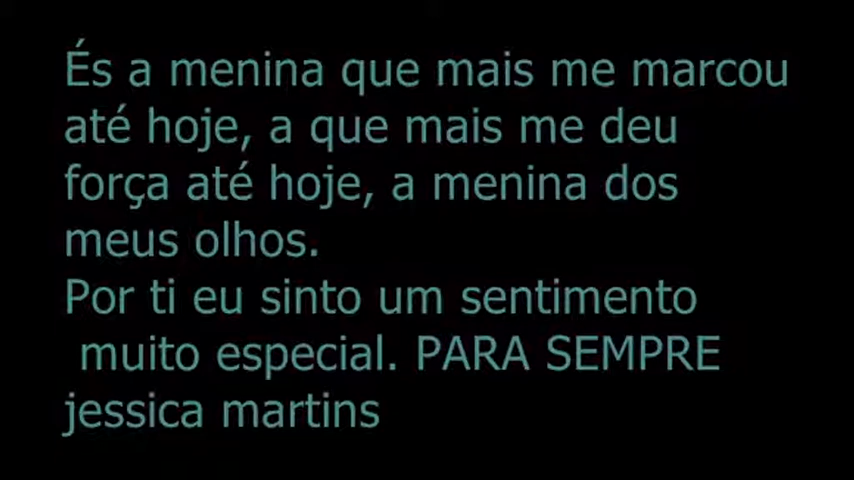 És a menina que mais me marcou
até hoje, a que mais me deu
força até hoje, a menina dos
meus olhos.
Por ti eu sinto um sentimento
muito especial. PARA SEMPRE
jessica martins